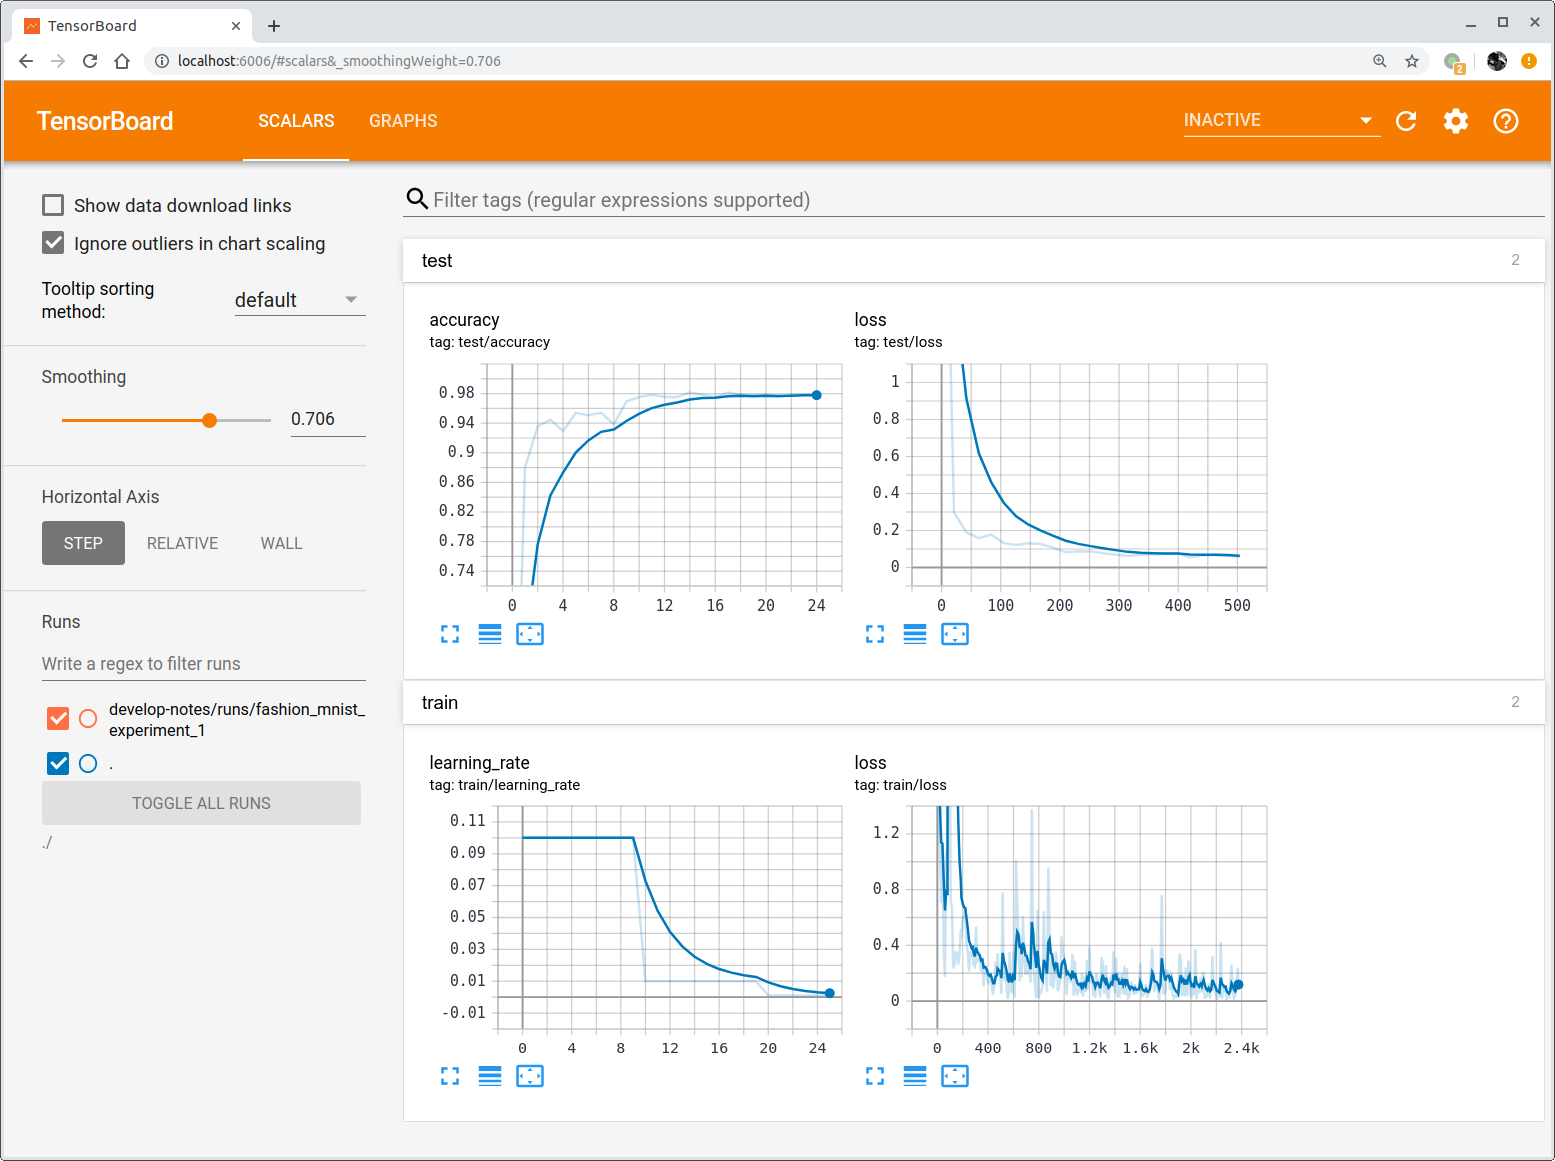 TensorBoard
localhost:6006/#scalars&_smoothingWeight=0.706
2
TensorBoard
SCALARS
GRAPHS
INACTIVE
Show data download links
Ignore outliers in chart scaling
Tooltip sorting
method:
default
Smoothing
0.706
Horizontal Axis
STEP
RELATIVE
WALL
Runs
Write a regex to filter runs
develop-notes/runs/fashion_mnist_
experiment_1
.
TOGGLE ALL RUNS
./
Filter tags (regular expressions supported)
test
2
accuracy
tag: test/accuracy
0.98
0.94
0.9
0.86
0.82
0.78
0.74
0 4 8 12 16 20 24
loss
tag: test/loss
1
0.8
0.6
0.4
0.2
0
0 100 200 300 400 500
train
2
learning_rate
tag: train/learning_rate
0.11
0.09
0.07
0.05
0.03
0.01
-0.01
0 4 8 12 16 20 24
loss
tag: train/loss
1.2
0.8
0.4
0
0 400 800 1.2k 1.6k 2k 2.4k